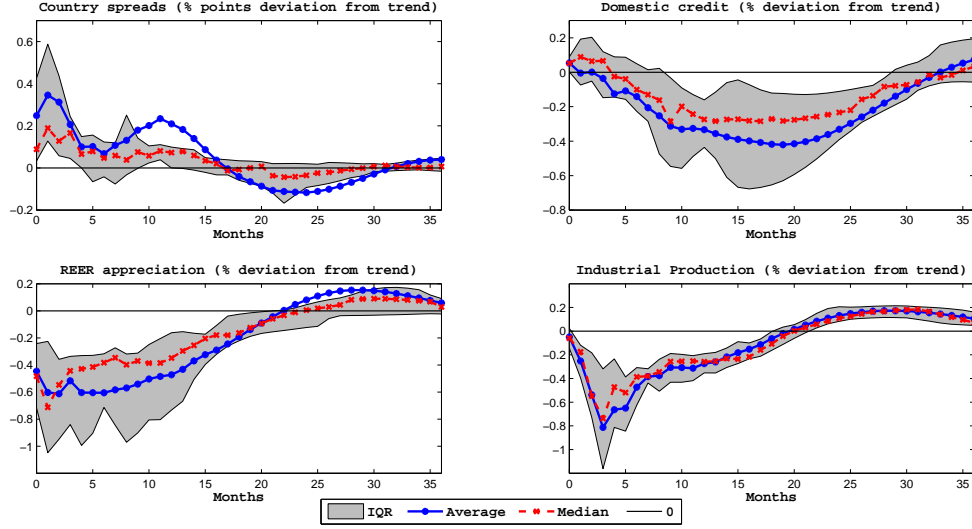 Country spreads (% points deviation from trend)
0.6
0.4
0.2
0
−0.2
0 5 10 15 20 25 30 35
Months
Domestic credit (% deviation from trend)
0.2
0
−0.2
−0.4
−0.6
−0.8
0 5 10 15 20 25 30 35
Months
REER appreciation (% deviation from trend)
0.2
0
−0.2
−0.4
−0.6
−0.8
−1
0 5 10 15 20 25 30 35
Months
Industrial Production (% deviation from trend)
0.4
0.2
0
−0.2
−0.4
−0.6
−0.8
−1
0 5 10 15 20 25 30 35
Months
IQR Average Median 0